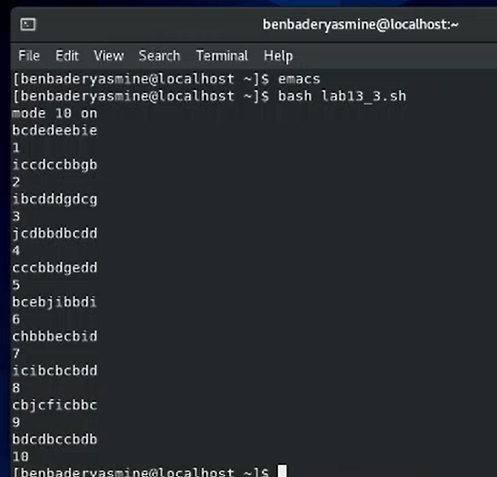 benbaderyasmine@localhost:~
File Edit View Search Terminal Help
[benbaderyasmine@localhost ~]$ emacs
[benbaderyasmine@localhost ~]$ bash lab13_3.sh
mode 10 on
bcdedeebie
1
iccdccbbgb
2
ibcdddgdcg
3
jcdbbdbcdd
4
cccbbdgedd
5
bcebjibbdi
6
chbbbecbid
7
icibcbcbdd
8
cbjcficbbc
9
bdcdbccbdb
10
[benbaderyasmine@localhost ~]$